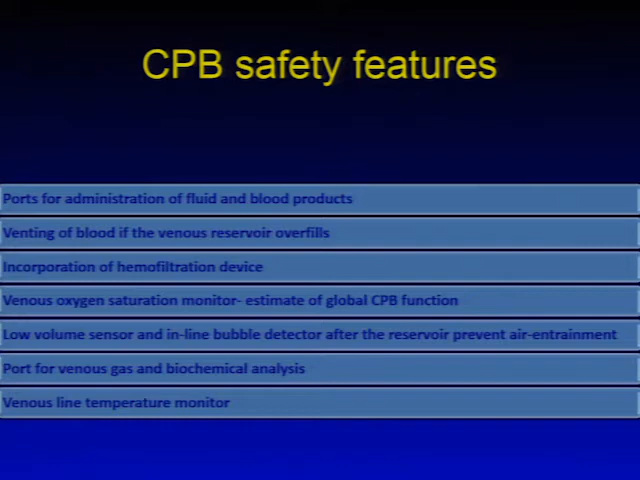 CPB safety features
Ports for administration of fluid and blood products
Venting of blood if the venous reservoir overfills
Incorporation of hemofiltration device
Venous oxygen saturation monitor- estimate of global CPB function
Low volume sensor and in-line bubble detector after the reservoir prevent air-entrainment
Port for venous gas and biochemical analysis
Venous line temperature monitor